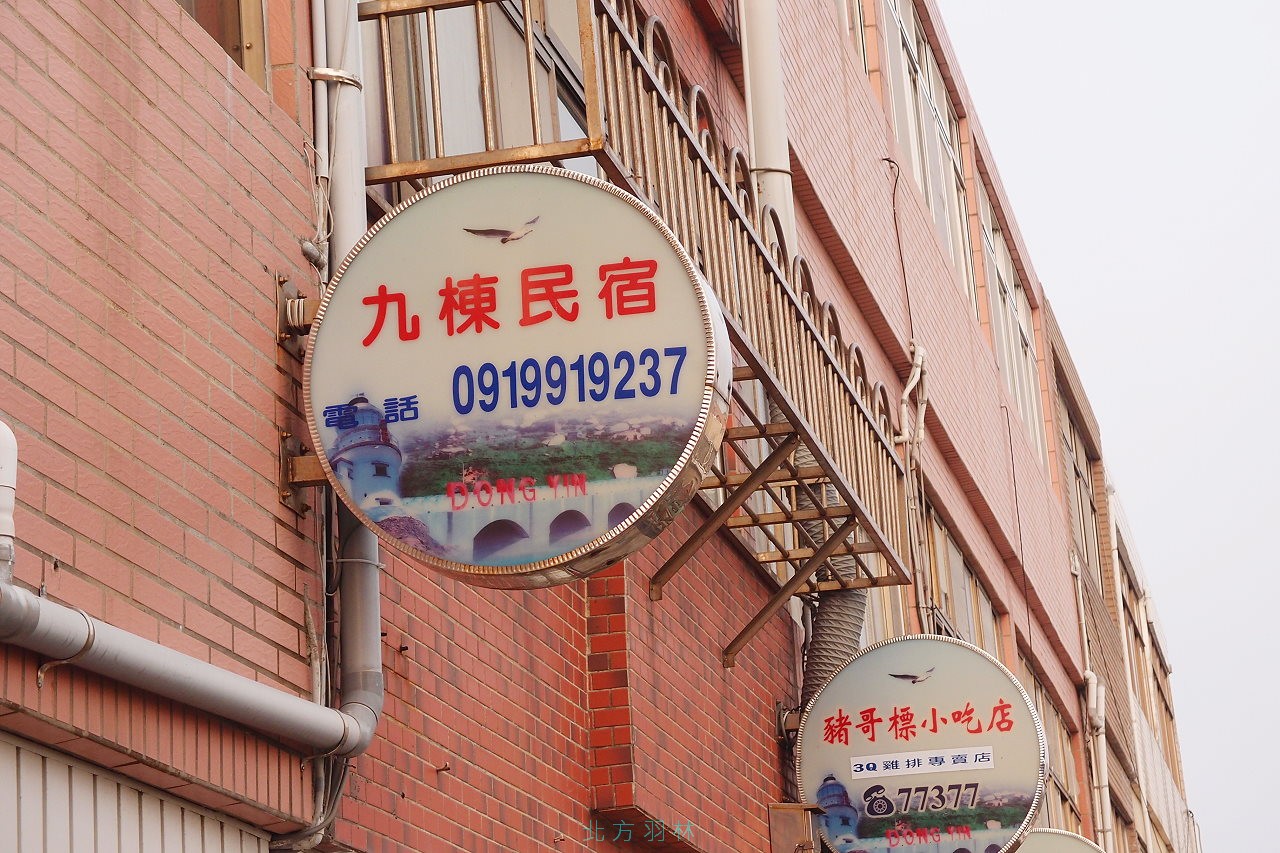 九棟民宿
電話 0919919237
DONG YIN
豬哥標小吃店
3Q雞排專賣店
77377
DONG YIN
北方羽林